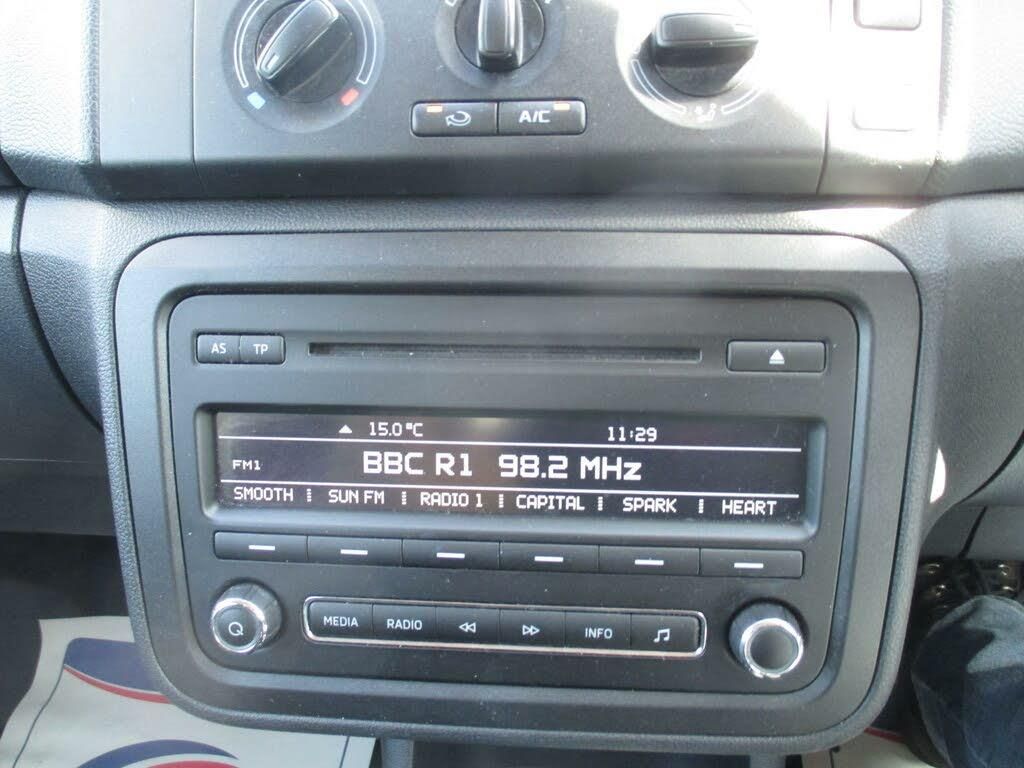 A/C
AS TP
15.0°C 11:29
FM1 BBC R1 98.2 MHz
SMOOTH SUN FM RADIO 1 CAPITAL SPARK HEART
MEDIA RADIO INFO